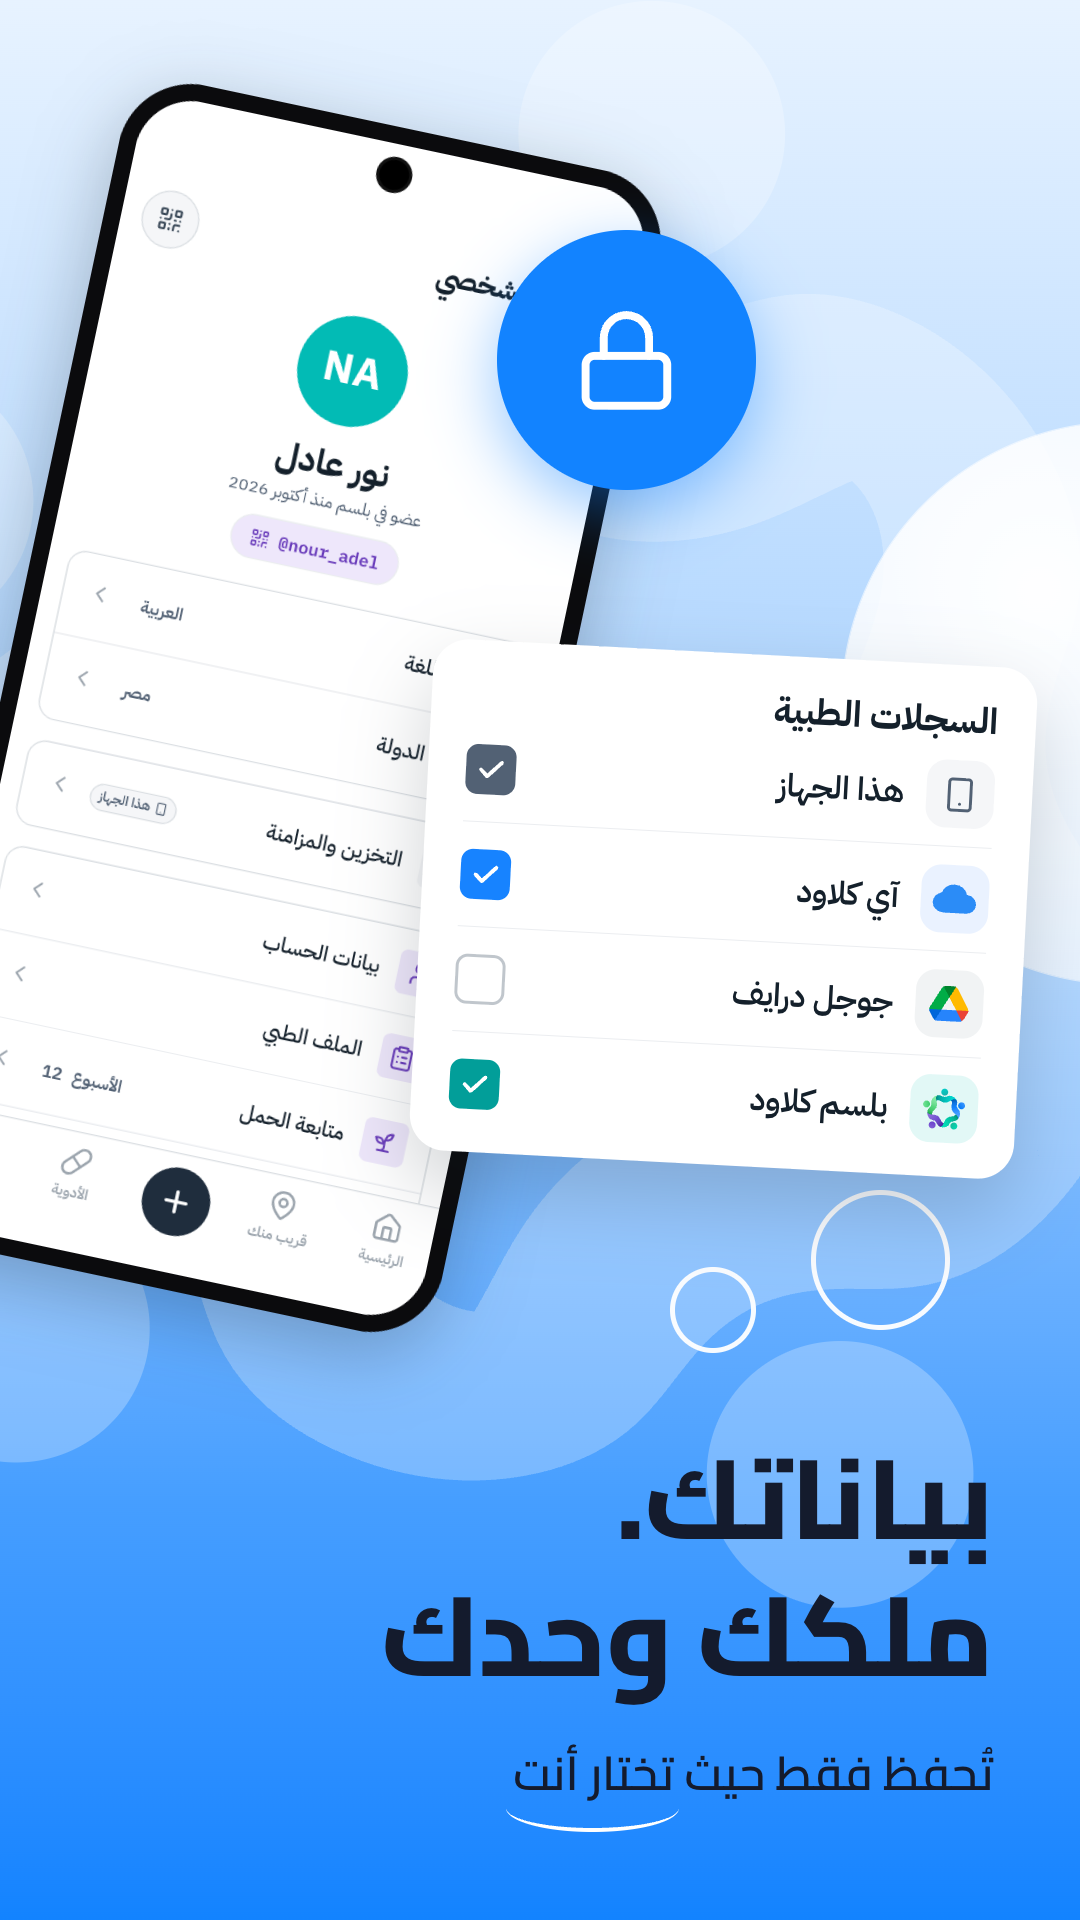 شخصي
NA
نور عادل
عضو في بلسم منذ أكتوبر 2026
@nour_adel
العربية
الدولة
مصر
التخزين والمزامنة
هذا الجهاز
بيانات الحساب
الملف الطبي
متابعة الحمل
الأسبوع 12
الرئيسية
قريب منك
الأدوية
السجلات الطبية
هذا الجهاز
آي كلاود
جوجل درايف
بلسم كلاود
بياناتك.
ملكك وحدك
تُحفظ فقط حيث تختار أنت